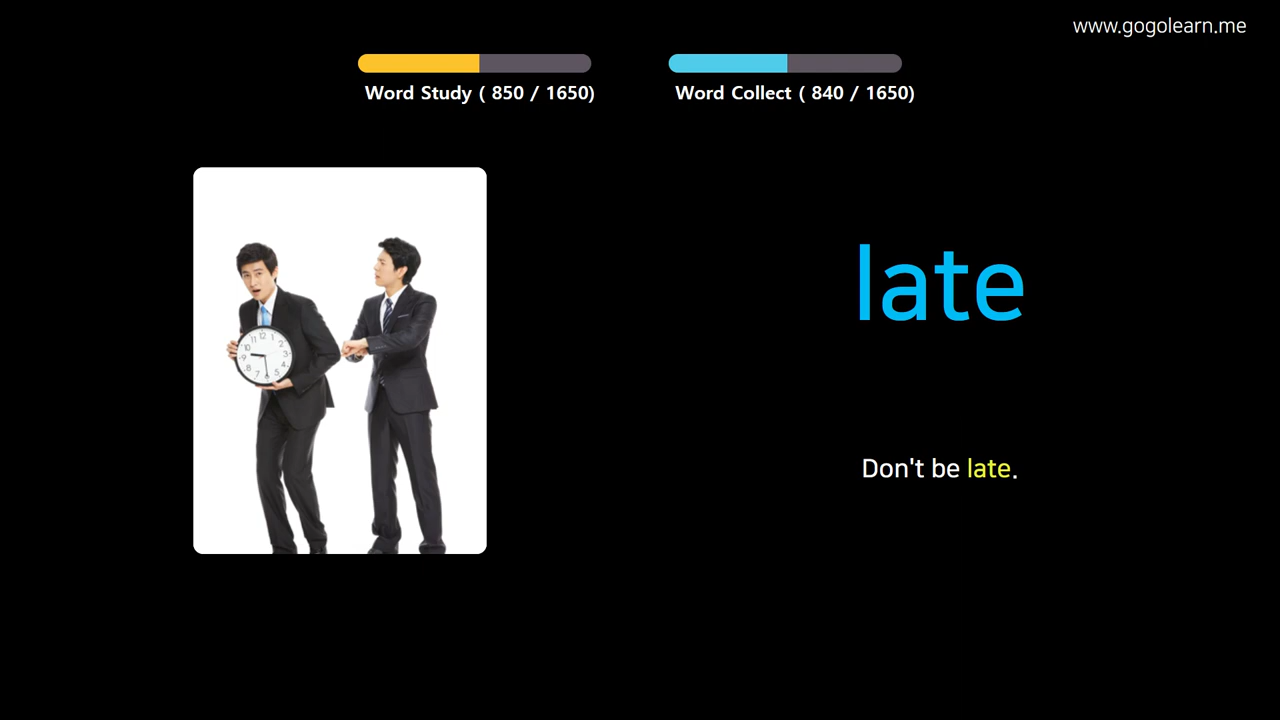 www.gogolearn.me
Word Study ( 850 / 1650)
Word Collect ( 840 / 1650)
late
Don't be late.